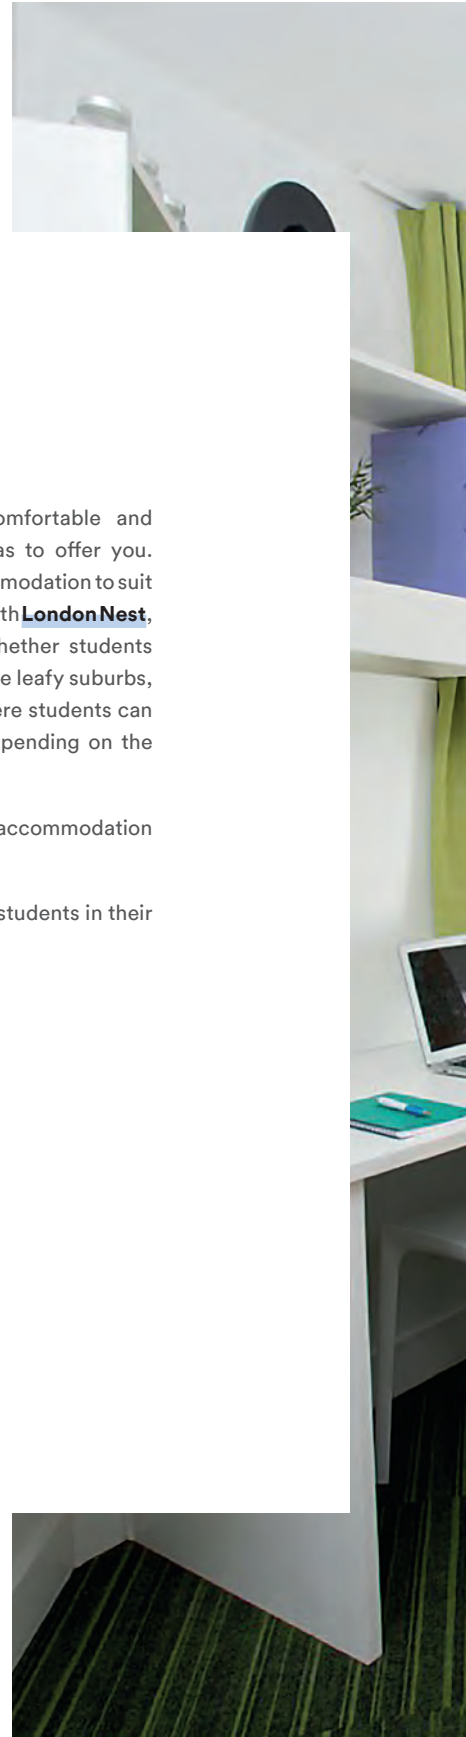 omfortable and
as to offer you.
modation to suit
th London Nest,
hether students
e leafy suburbs,
ere students can
pending on the
accommodation
students in their